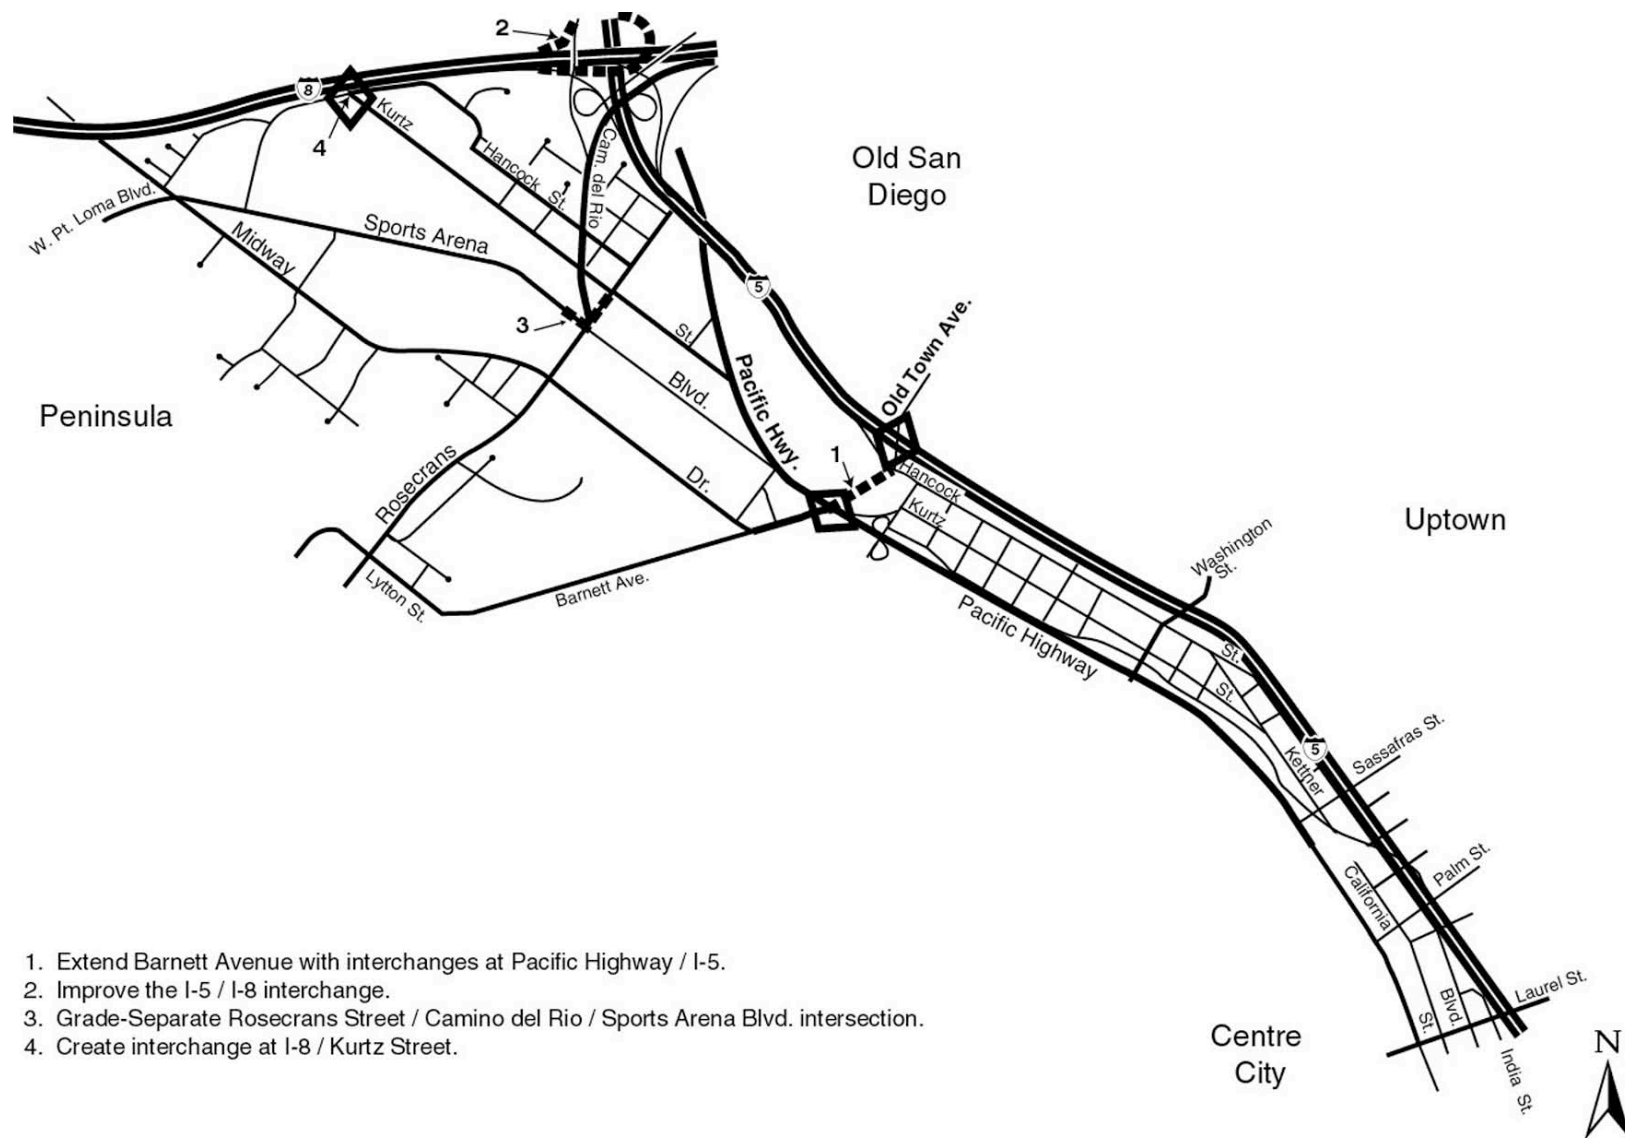 2
8
Kurtz
4
Hancock
St.
Cam. del Rio
Old San
Diego
W. Pt. Loma Blvd.
Midway
Sports Arena
5
3
St.
Old Town Ave.
Blvd.
Pacific Hwy.
Peninsula
1
Rosecrans
Dr.
Hancock
Kurtz
Uptown
Washington
St.
Lytton St.
Barnett Ave.
Pacific Highway
St.
St.
5
Kettner
Sassafras St.
California
Palm St.
1. Extend Barnett Avenue with interchanges at Pacific Highway / I-5.
2. Improve the I-5 / I-8 interchange.
3. Grade-Separate Rosecrans Street / Camino del Rio / Sports Arena Blvd. intersection.
4. Create interchange at I-8 / Kurtz Street.
Laurel St.
Blvd.
St.
India St.
Centre
City
N